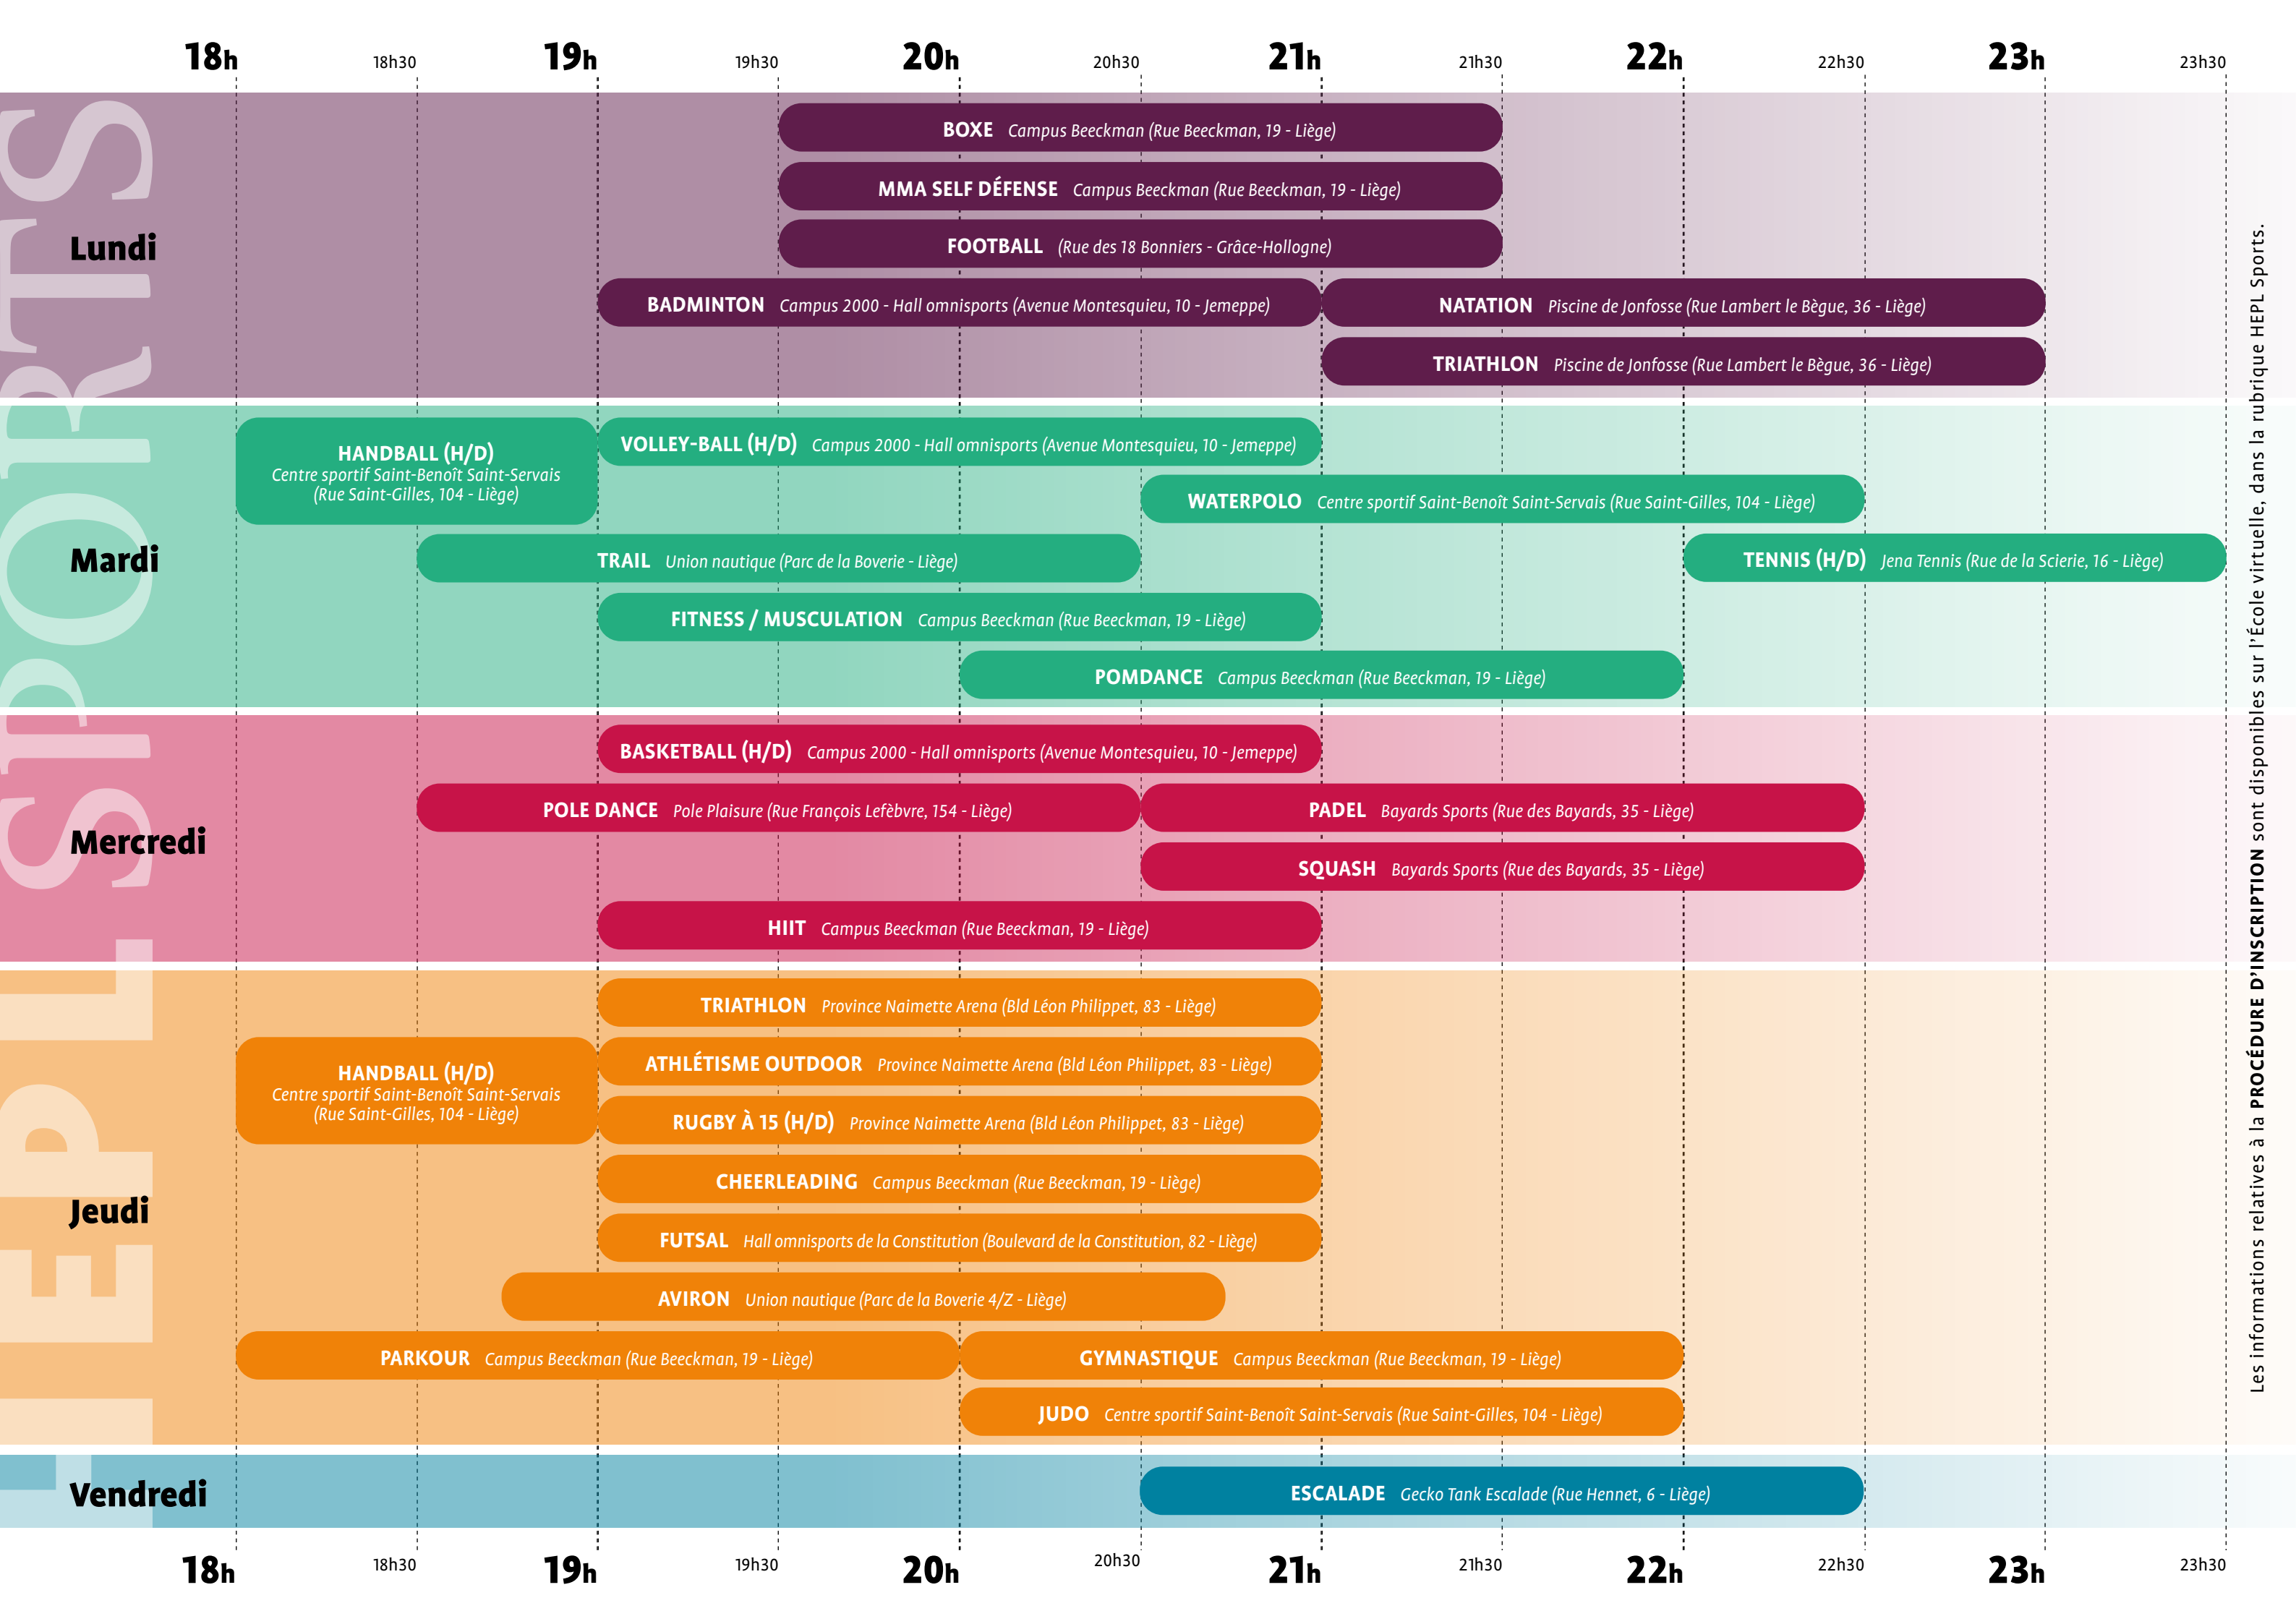 18h 18h30 19h 19h30 20h 20h30 21h 21h30 22h 22h30 23h 23h30
HEPL SPORTS
Lundi
BOXE Campus Beeckman (Rue Beeckman, 19 - Liège)
MMA SELF DÉFENSE Campus Beeckman (Rue Beeckman, 19 - Liège)
FOOTBALL (Rue des 18 Bonniers - Grâce-Hollogne)
BADMINTON Campus 2000 - Hall omnisports (Avenue Montesquieu, 10 - Jemeppe)
NATATION Piscine de Jonfosse (Rue Lambert le Bègue, 36 - Liège)
TRIATHLON Piscine de Jonfosse (Rue Lambert le Bègue, 36 - Liège)
Mardi
HANDBALL (H/D)
Centre sportif Saint-Benoît Saint-Servais
(Rue Saint-Gilles, 104 - Liège)
VOLLEY-BALL (H/D) Campus 2000 - Hall omnisports (Avenue Montesquieu, 10 - Jemeppe)
WATERPOLO Centre sportif Saint-Benoît Saint-Servais (Rue Saint-Gilles, 104 - Liège)
TRAIL Union nautique (Parc de la Boverie - Liège)
TENNIS (H/D) Jena Tennis (Rue de la Scierie, 16 - Liège)
FITNESS / MUSCULATION Campus Beeckman (Rue Beeckman, 19 - Liège)
POMDANCE Campus Beeckman (Rue Beeckman, 19 - Liège)
Mercredi
BASKETBALL (H/D) Campus 2000 - Hall omnisports (Avenue Montesquieu, 10 - Jemeppe)
POLE DANCE Pole Plaisure (Rue François Lefèbvre, 154 - Liège)
PADEL Bayards Sports (Rue des Bayards, 35 - Liège)
SQUASH Bayards Sports (Rue des Bayards, 35 - Liège)
HIIT Campus Beeckman (Rue Beeckman, 19 - Liège)
Jeudi
TRIATHLON Province Naimette Arena (Bld Léon Philippet, 83 - Liège)
HANDBALL (H/D)
Centre sportif Saint-Benoît Saint-Servais
(Rue Saint-Gilles, 104 - Liège)
ATHLÉTISME OUTDOOR Province Naimette Arena (Bld Léon Philippet, 83 - Liège)
RUGBY À 15 (H/D) Province Naimette Arena (Bld Léon Philippet, 83 - Liège)
CHEERLEADING Campus Beeckman (Rue Beeckman, 19 - Liège)
FUTSAL Hall omnisports de la Constitution (Boulevard de la Constitution, 82 - Liège)
AVIRON Union nautique (Parc de la Boverie 4/Z - Liège)
PARKOUR Campus Beeckman (Rue Beeckman, 19 - Liège)
GYMNASTIQUE Campus Beeckman (Rue Beeckman, 19 - Liège)
JUDO Centre sportif Saint-Benoît Saint-Servais (Rue Saint-Gilles, 104 - Liège)
Vendredi
ESCALADE Gecko Tank Escalade (Rue Hennet, 6 - Liège)
18h 18h30 19h 19h30 20h 20h30 21h 21h30 22h 22h30 23h 23h30
Les informations relatives à la PROCÉDURE D'INSCRIPTION sont disponibles sur l'École virtuelle, dans la rubrique HEPL Sports.